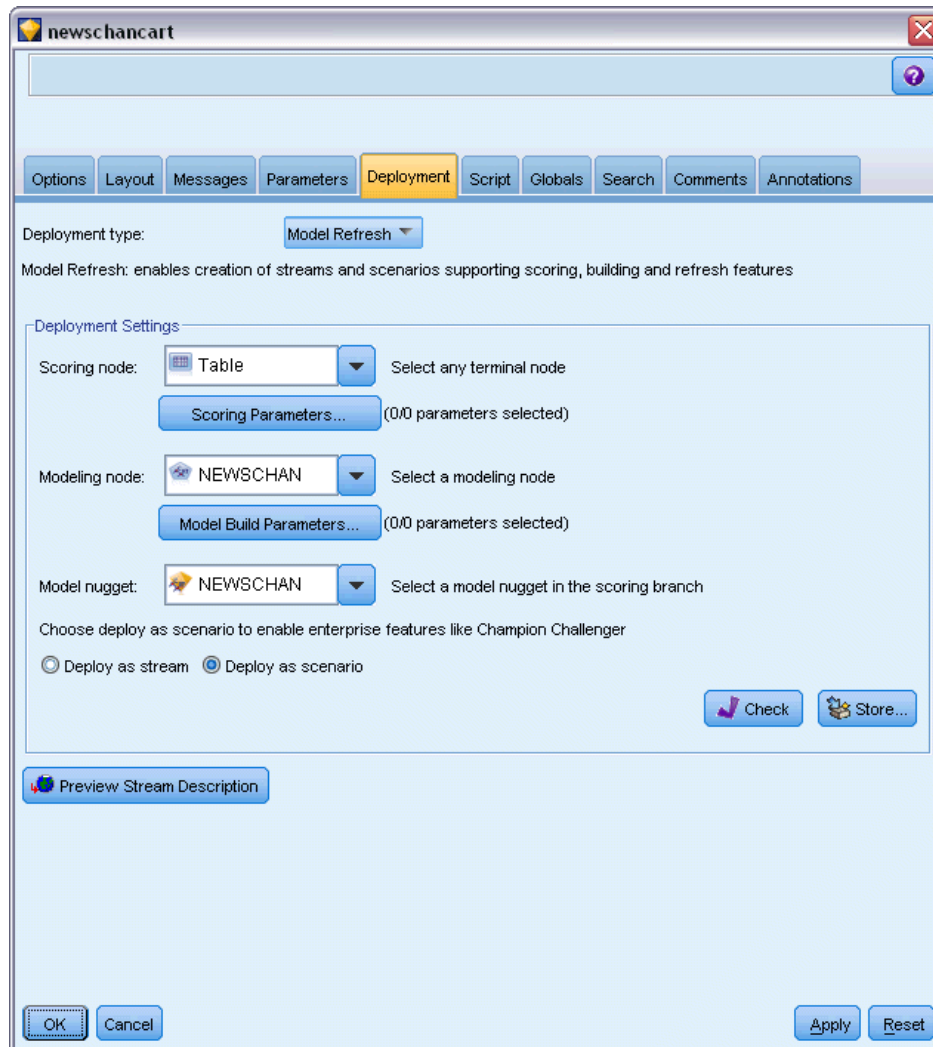 newschancart
Options Layout Messages Parameters Deployment Script Globals Search Comments Annotations
Deployment type: Model Refresh
Model Refresh: enables creation of streams and scenarios supporting scoring, building and refresh features
Deployment Settings
Scoring node: Table Select any terminal node
Scoring Parameters... (0/0 parameters selected)
Modeling node: NEWSCHAN Select a modeling node
Model Build Parameters... (0/0 parameters selected)
Model nugget: NEWSCHAN Select a model nugget in the scoring branch
Choose deploy as scenario to enable enterprise features like Champion Challenger
Deploy as stream Deploy as scenario
Check Store...
Preview Stream Description
OK Cancel Apply Reset